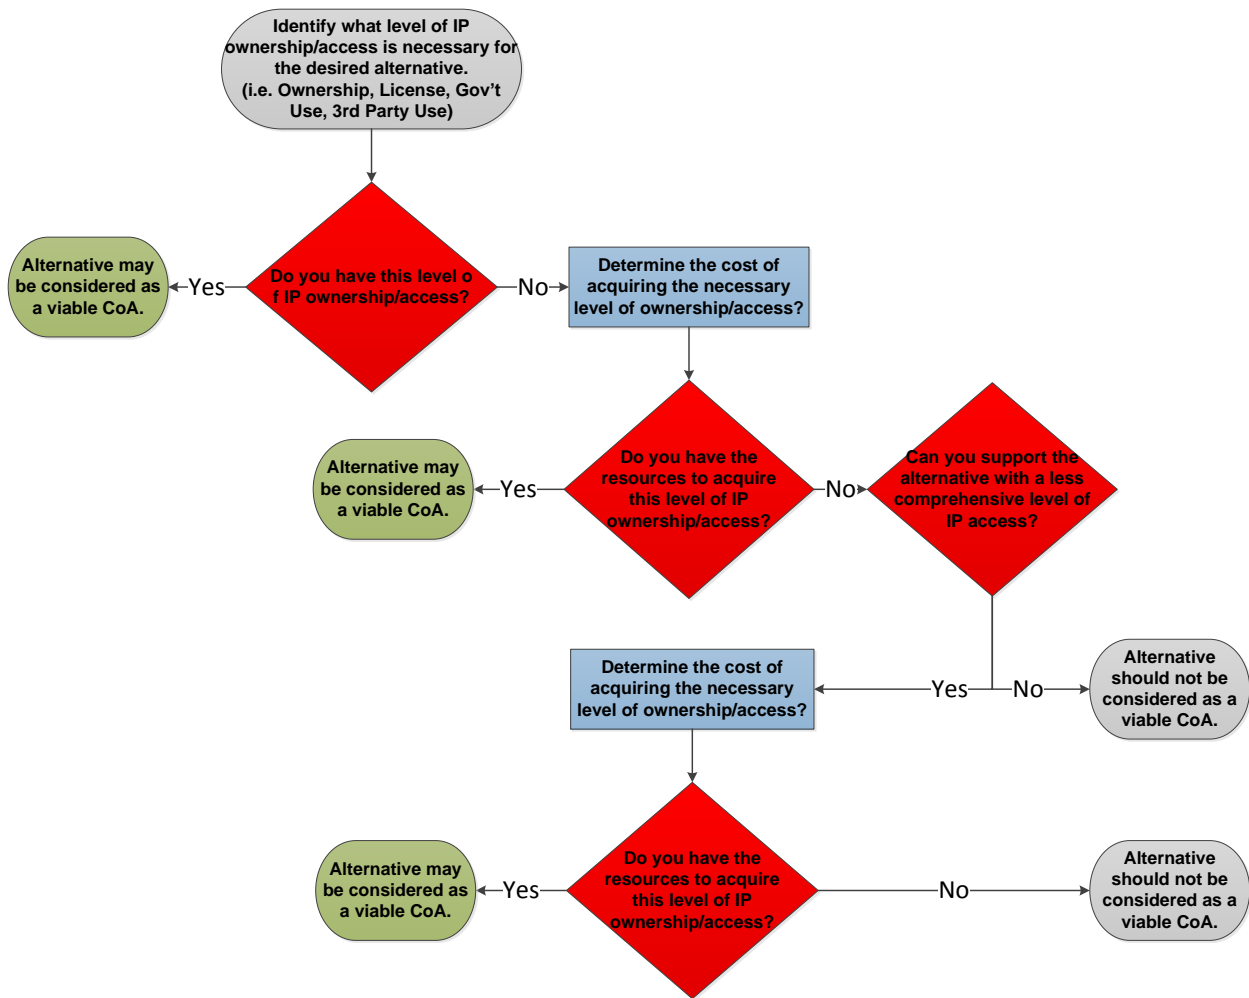 Identify what level of IP
ownership/access is necessary for
the desired alternative.
(i.e. Ownership, License, Gov't
Use, 3rd Party Use)
Alternative may
be considered as
a viable CoA.
Yes
Do you have this level o
f IP ownership/access?
No
Determine the cost of
acquiring the necessary
level of ownership/access?
Alternative may
be considered as
a viable CoA.
Yes
Do you have the
resources to acquire
this level of IP
ownership/access?
No
Can you support the
alternative with a less
comprehensive level of
IP access?
Determine the cost of
acquiring the necessary
level of ownership/access?
Yes
No
Alternative
should not be
considered as a
viable CoA.
Alternative may
be considered as
a viable CoA.
Yes
Do you have the
resources to acquire
this level of IP
ownership/access?
No
Alternative
should not be
considered as a
viable CoA.